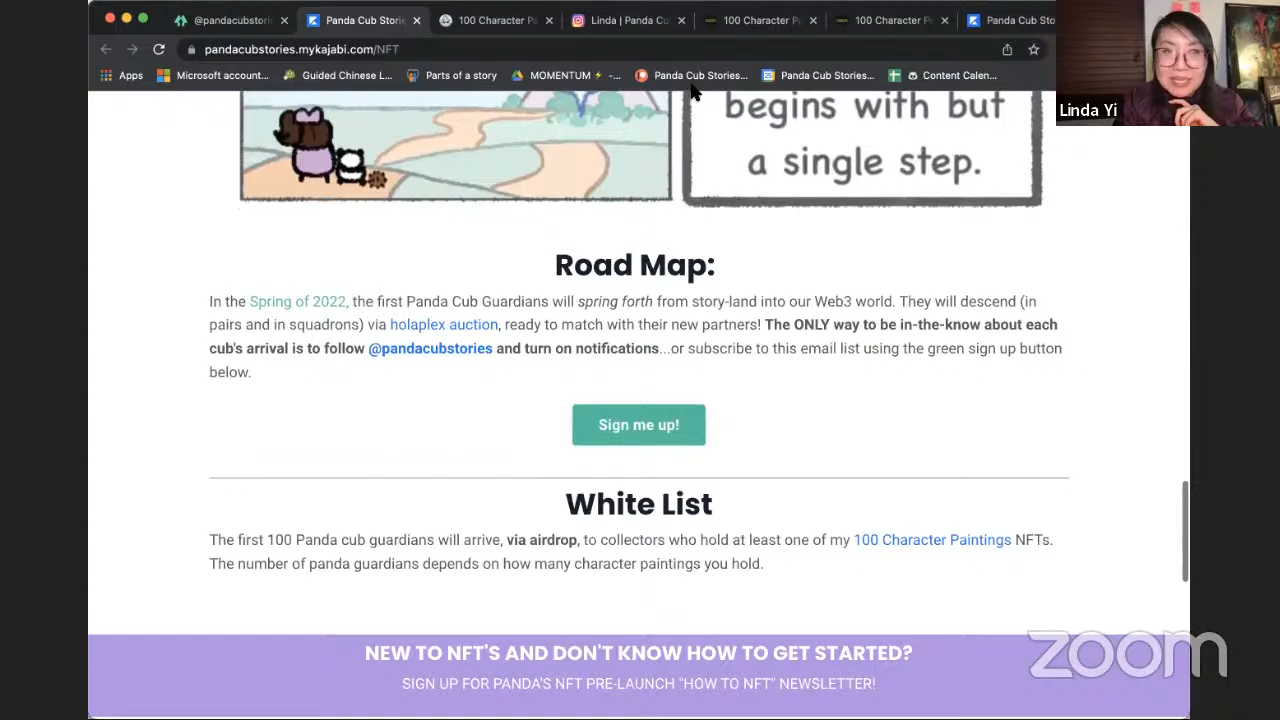 @pandacubstori
Panda Cub Storie
100 Character Pa
Linda | Panda Cu
100 Character P
100 Character P
Panda Cub Sto
pandacubstories.mykajabi.com/NFT
Apps
Microsoft account...
Guided Chinese L...
Parts of a story
MOMENTUM ⚡ -...
Panda Cub Stories...
Panda Cub Stories...
Content Calen...
Linda Yi
begins with but
a single step.
Road Map:
In the Spring of 2022, the first Panda Cub Guardians will spring forth from story-land into our Web3 world. They will descend (in
pairs and in squadrons) via holaplex auction, ready to match with their new partners! The ONLY way to be in-the-know about each
cub's arrival is to follow @pandacubstories and turn on notifications...or subscribe to this email list using the green sign up button
below.
Sign me up!
White List
The first 100 Panda cub guardians will arrive, via airdrop, to collectors who hold at least one of my 100 Character Paintings NFTs.
The number of panda guardians depends on how many character paintings you hold.
NEW TO NFT'S AND DON'T KNOW HOW TO GET STARTED?
SIGN UP FOR PANDA'S NFT PRE-LAUNCH "HOW TO NFT" NEWSLETTER!
zoom